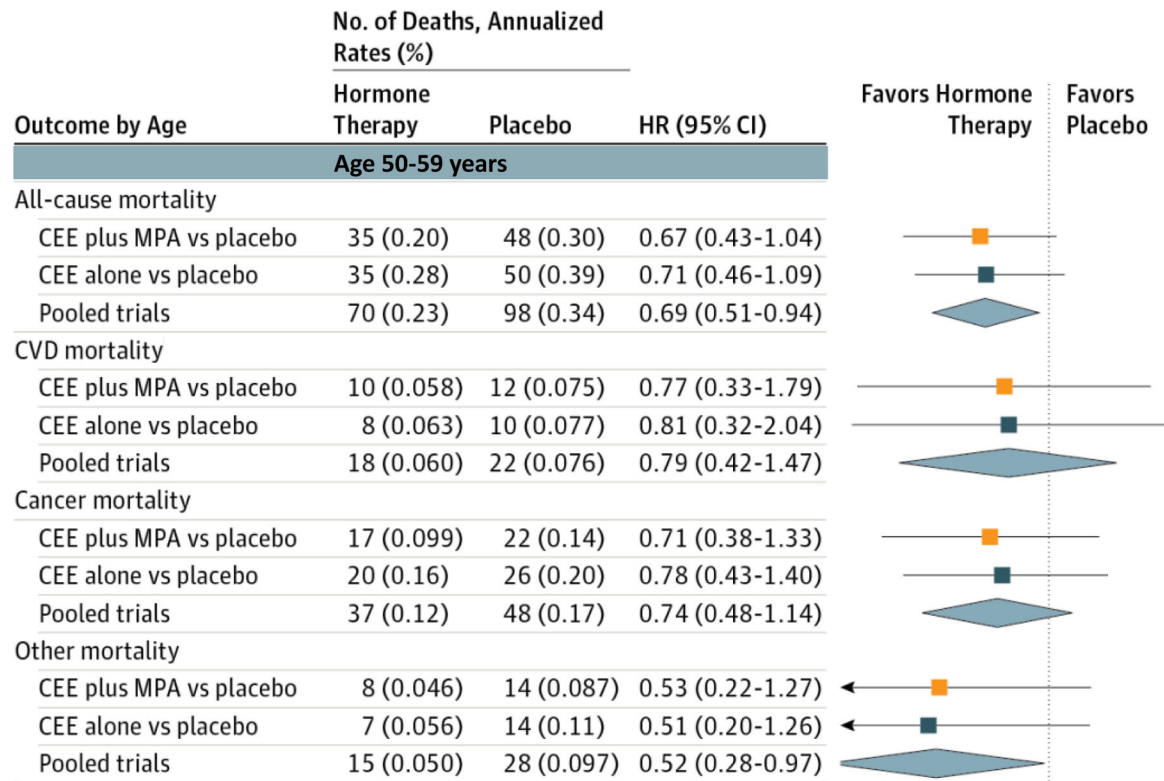 No. of Deaths, Annualized
Rates (%)
Hormone Favors Hormone Favors
Outcome by Age Therapy Placebo HR (95% CI) Therapy Placebo
Age 50-59 years
All-cause mortality
CEE plus MPA vs placebo 35 (0.20) 48 (0.30) 0.67 (0.43-1.04)
CEE alone vs placebo 35 (0.28) 50 (0.39) 0.71 (0.46-1.09)
Pooled trials 70 (0.23) 98 (0.34) 0.69 (0.51-0.94)
CVD mortality
CEE plus MPA vs placebo 10 (0.058) 12 (0.075) 0.77 (0.33-1.79)
CEE alone vs placebo 8 (0.063) 10 (0.077) 0.81 (0.32-2.04)
Pooled trials 18 (0.060) 22 (0.076) 0.79 (0.42-1.47)
Cancer mortality
CEE plus MPA vs placebo 17 (0.099) 22 (0.14) 0.71 (0.38-1.33)
CEE alone vs placebo 20 (0.16) 26 (0.20) 0.78 (0.43-1.40)
Pooled trials 37 (0.12) 48 (0.17) 0.74 (0.48-1.14)
Other mortality
CEE plus MPA vs placebo 8 (0.046) 14 (0.087) 0.53 (0.22-1.27)
CEE alone vs placebo 7 (0.056) 14 (0.11) 0.51 (0.20-1.26)
Pooled trials 15 (0.050) 28 (0.097) 0.52 (0.28-0.97)